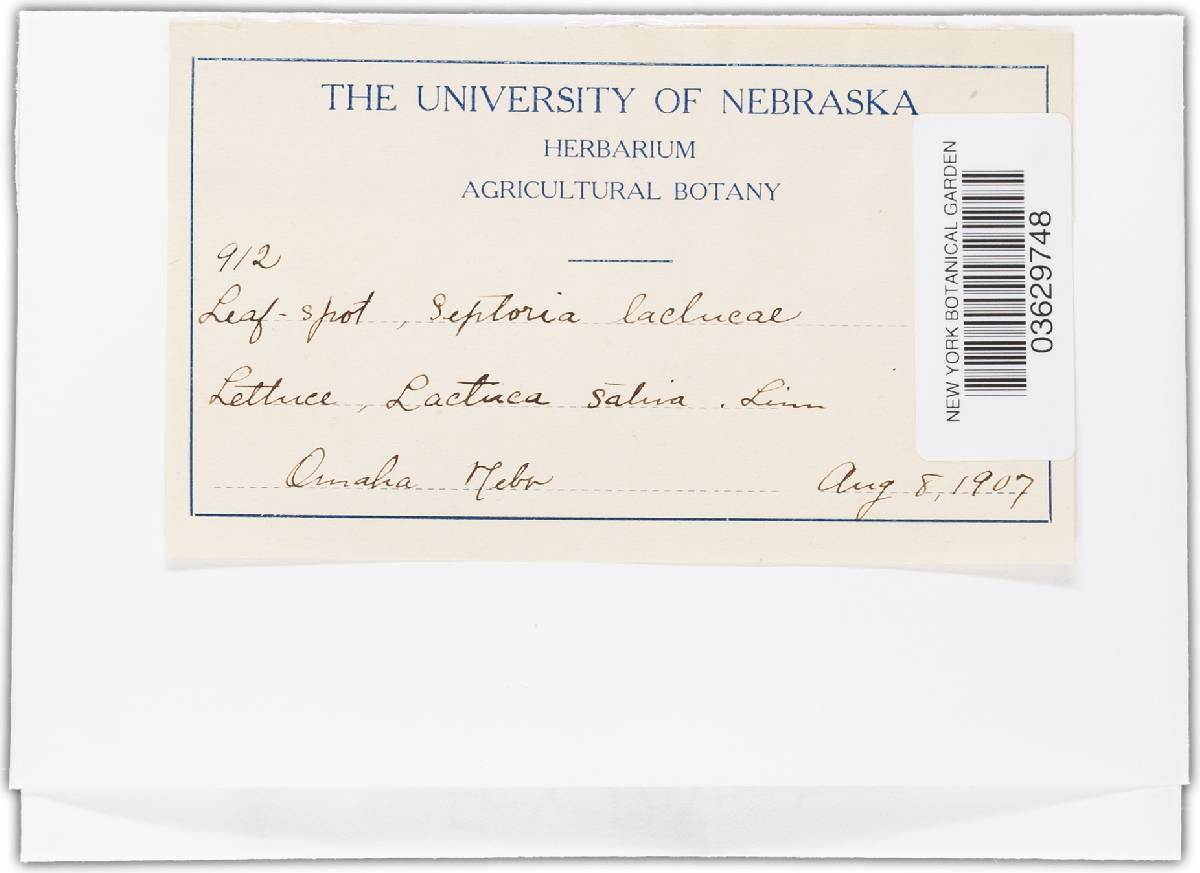 THE UNIVERSITY OF NEBRASKA
HERBARIUM
AGRICULTURAL BOTANY
912
Leaf-spot, Septoria lactucae
Lettuce, Lactuca sativa. Linn
Omaha Nebr
Aug 8, 1907
NEW YORK BOTANICAL GARDEN
03629748